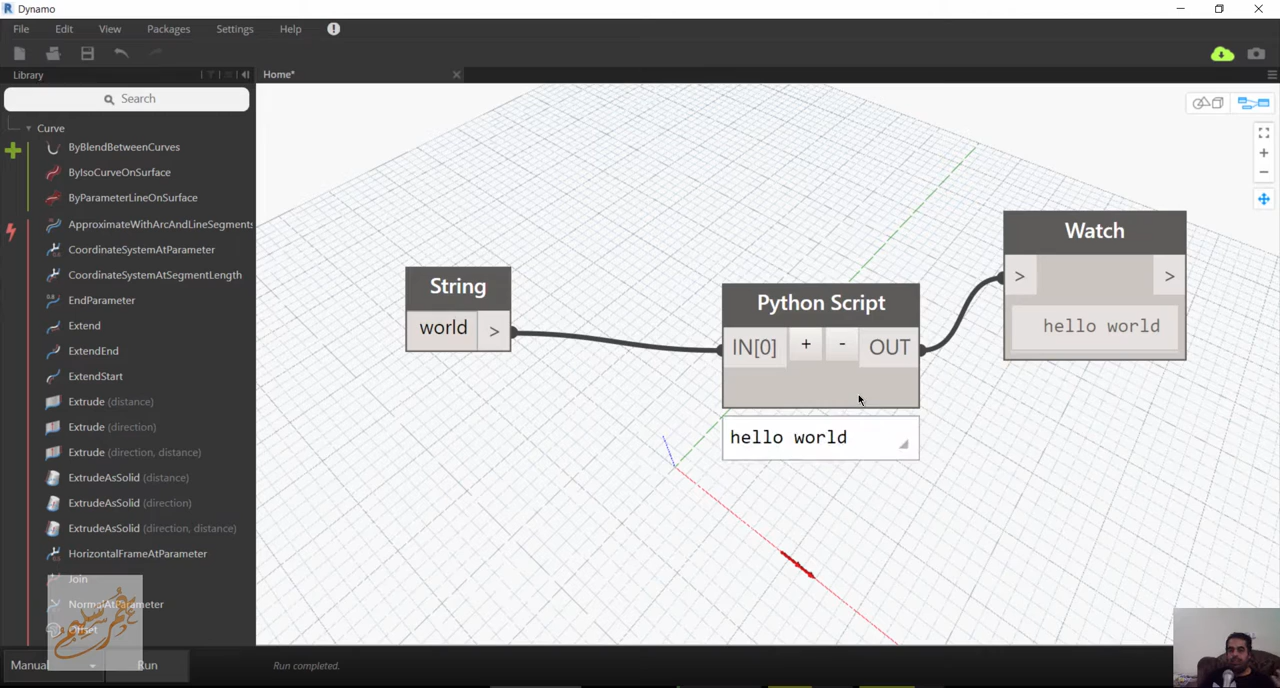 Dynamo
File Edit View Packages Settings Help
Library
Home*
Search
Curve
ByBlendBetweenCurves
ByIsoCurveOnSurface
ByParameterLineOnSurface
ApproximateWithArcAndLineSegments
CoordinateSystemAtParameter
CoordinateSystemAtSegmentLength
EndParameter
Extend
ExtendEnd
ExtendStart
Extrude (distance)
Extrude (direction)
Extrude (direction, distance)
ExtrudeAsSolid (distance)
ExtrudeAsSolid (direction)
ExtrudeAsSolid (direction, distance)
HorizontalFrameAtParameter
Join
NormalAtParameter
Offset
Manual
Run
Run completed.
String
world >
Python Script
IN[0] + - OUT
hello world
Watch
> >
hello world